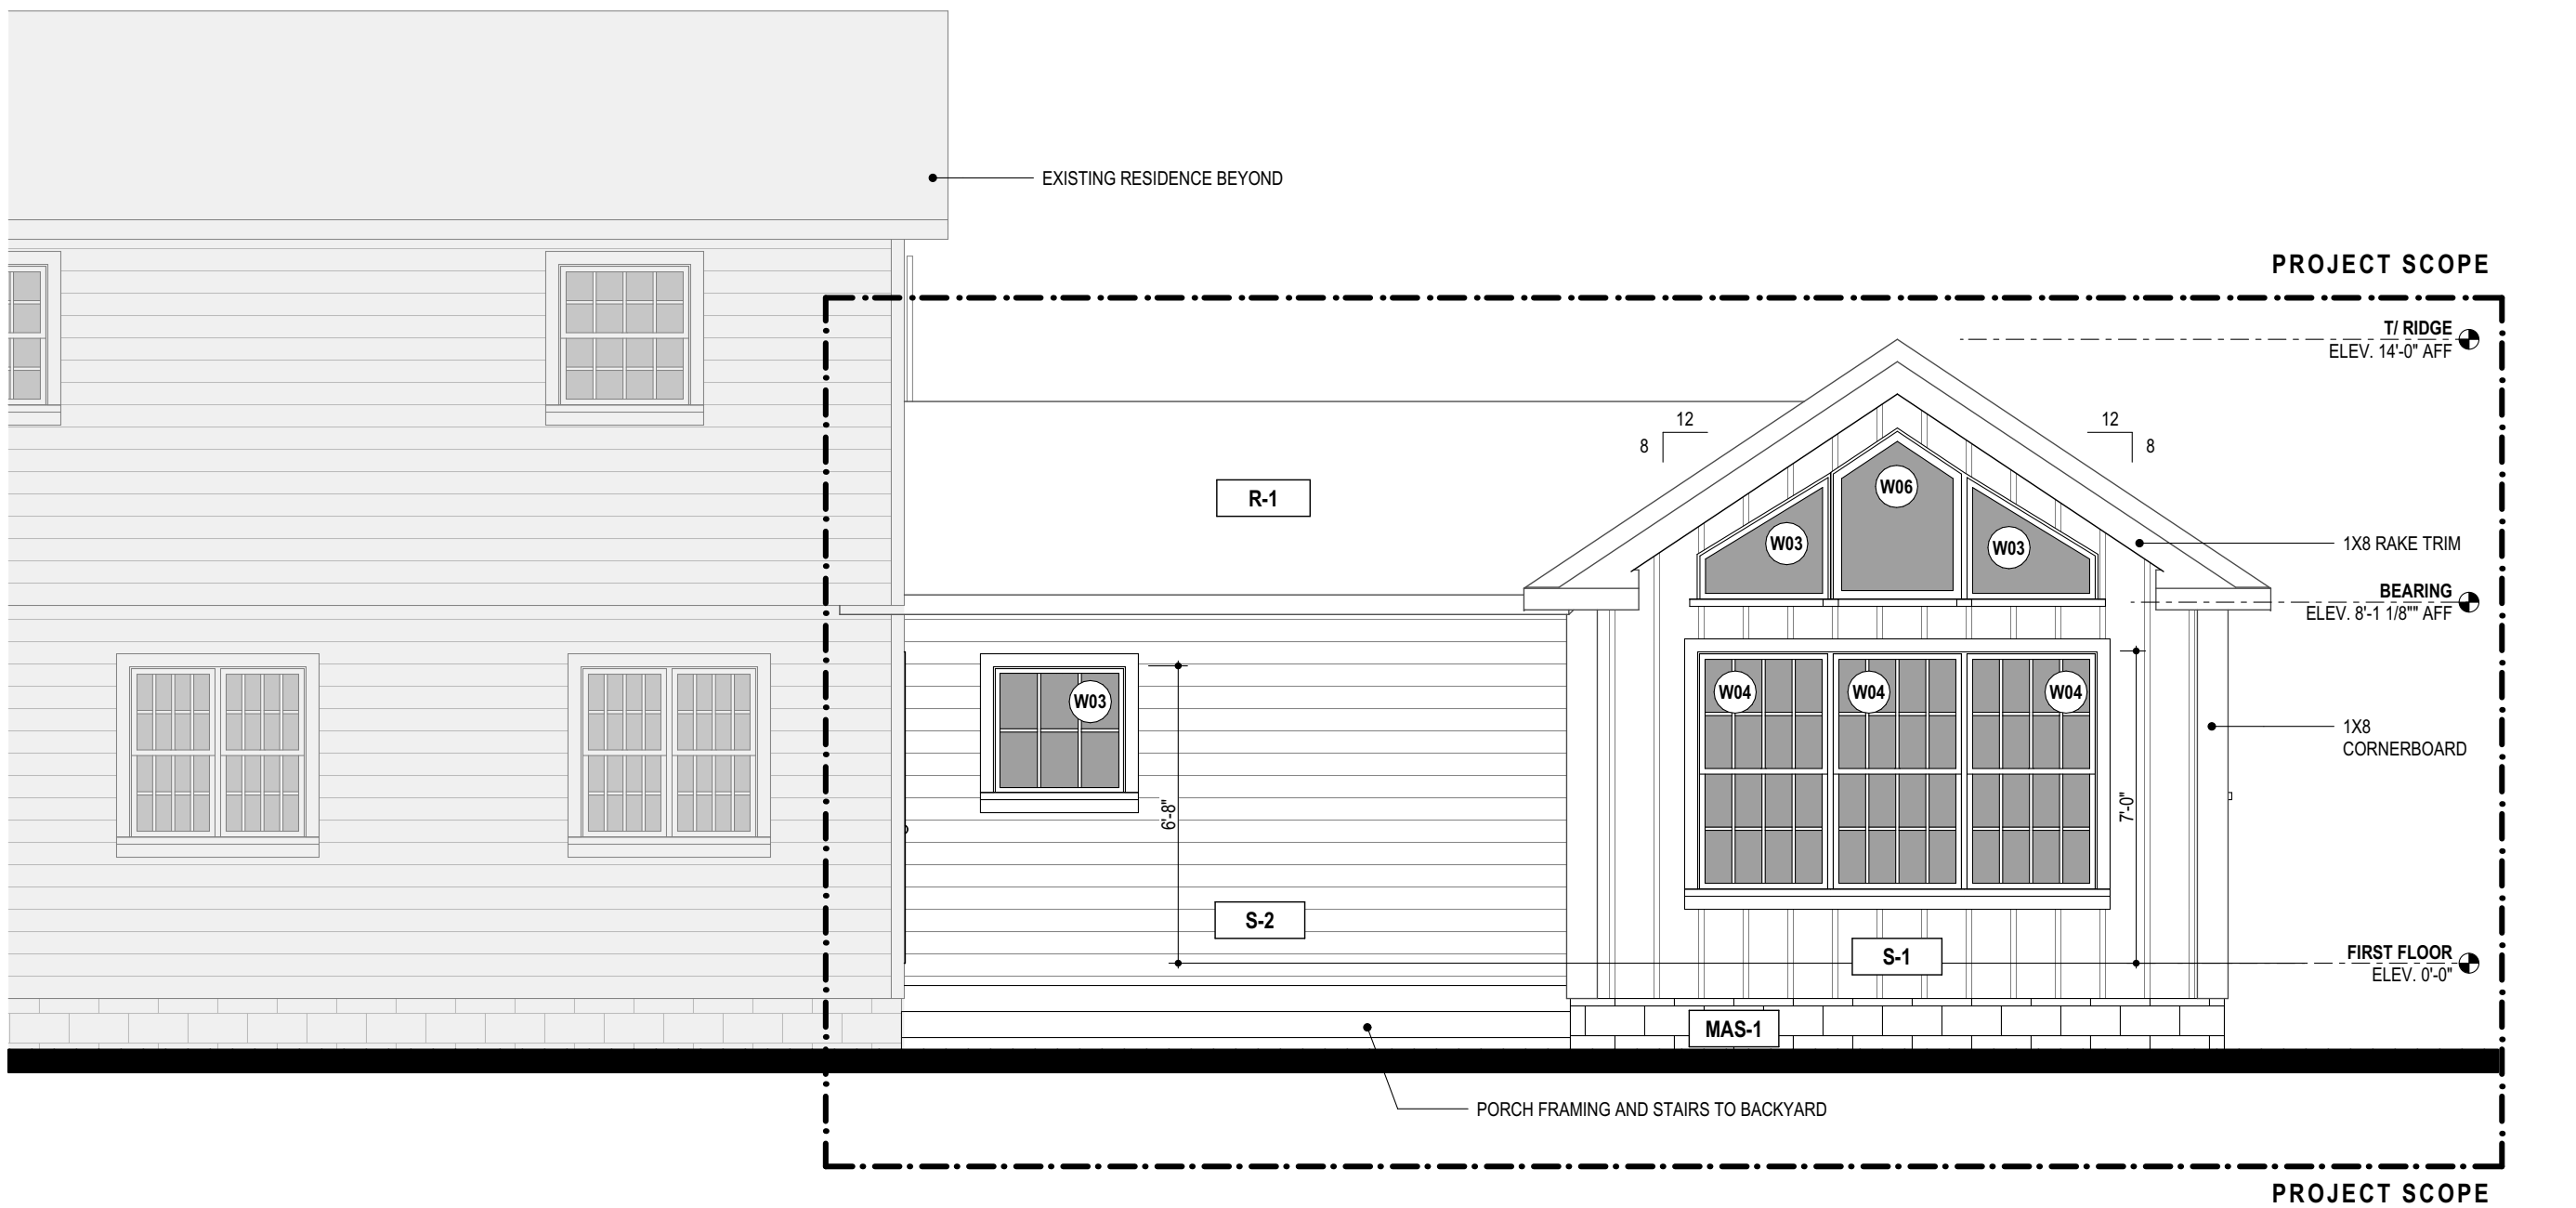 EXISTING RESIDENCE BEYOND
PROJECT SCOPE
T/ RIDGE
ELEV. 14'-0" AFF
12
8
12
8
R-1
W06
W03
W03
1X8 RAKE TRIM
BEARING
ELEV. 8'-1 1/8"" AFF
W03
W04
W04
W04
1X8
CORNERBOARD
6'-8"
7'-0"
S-2
S-1
FIRST FLOOR
ELEV. 0'-0"
MAS-1
PORCH FRAMING AND STAIRS TO BACKYARD
PROJECT SCOPE